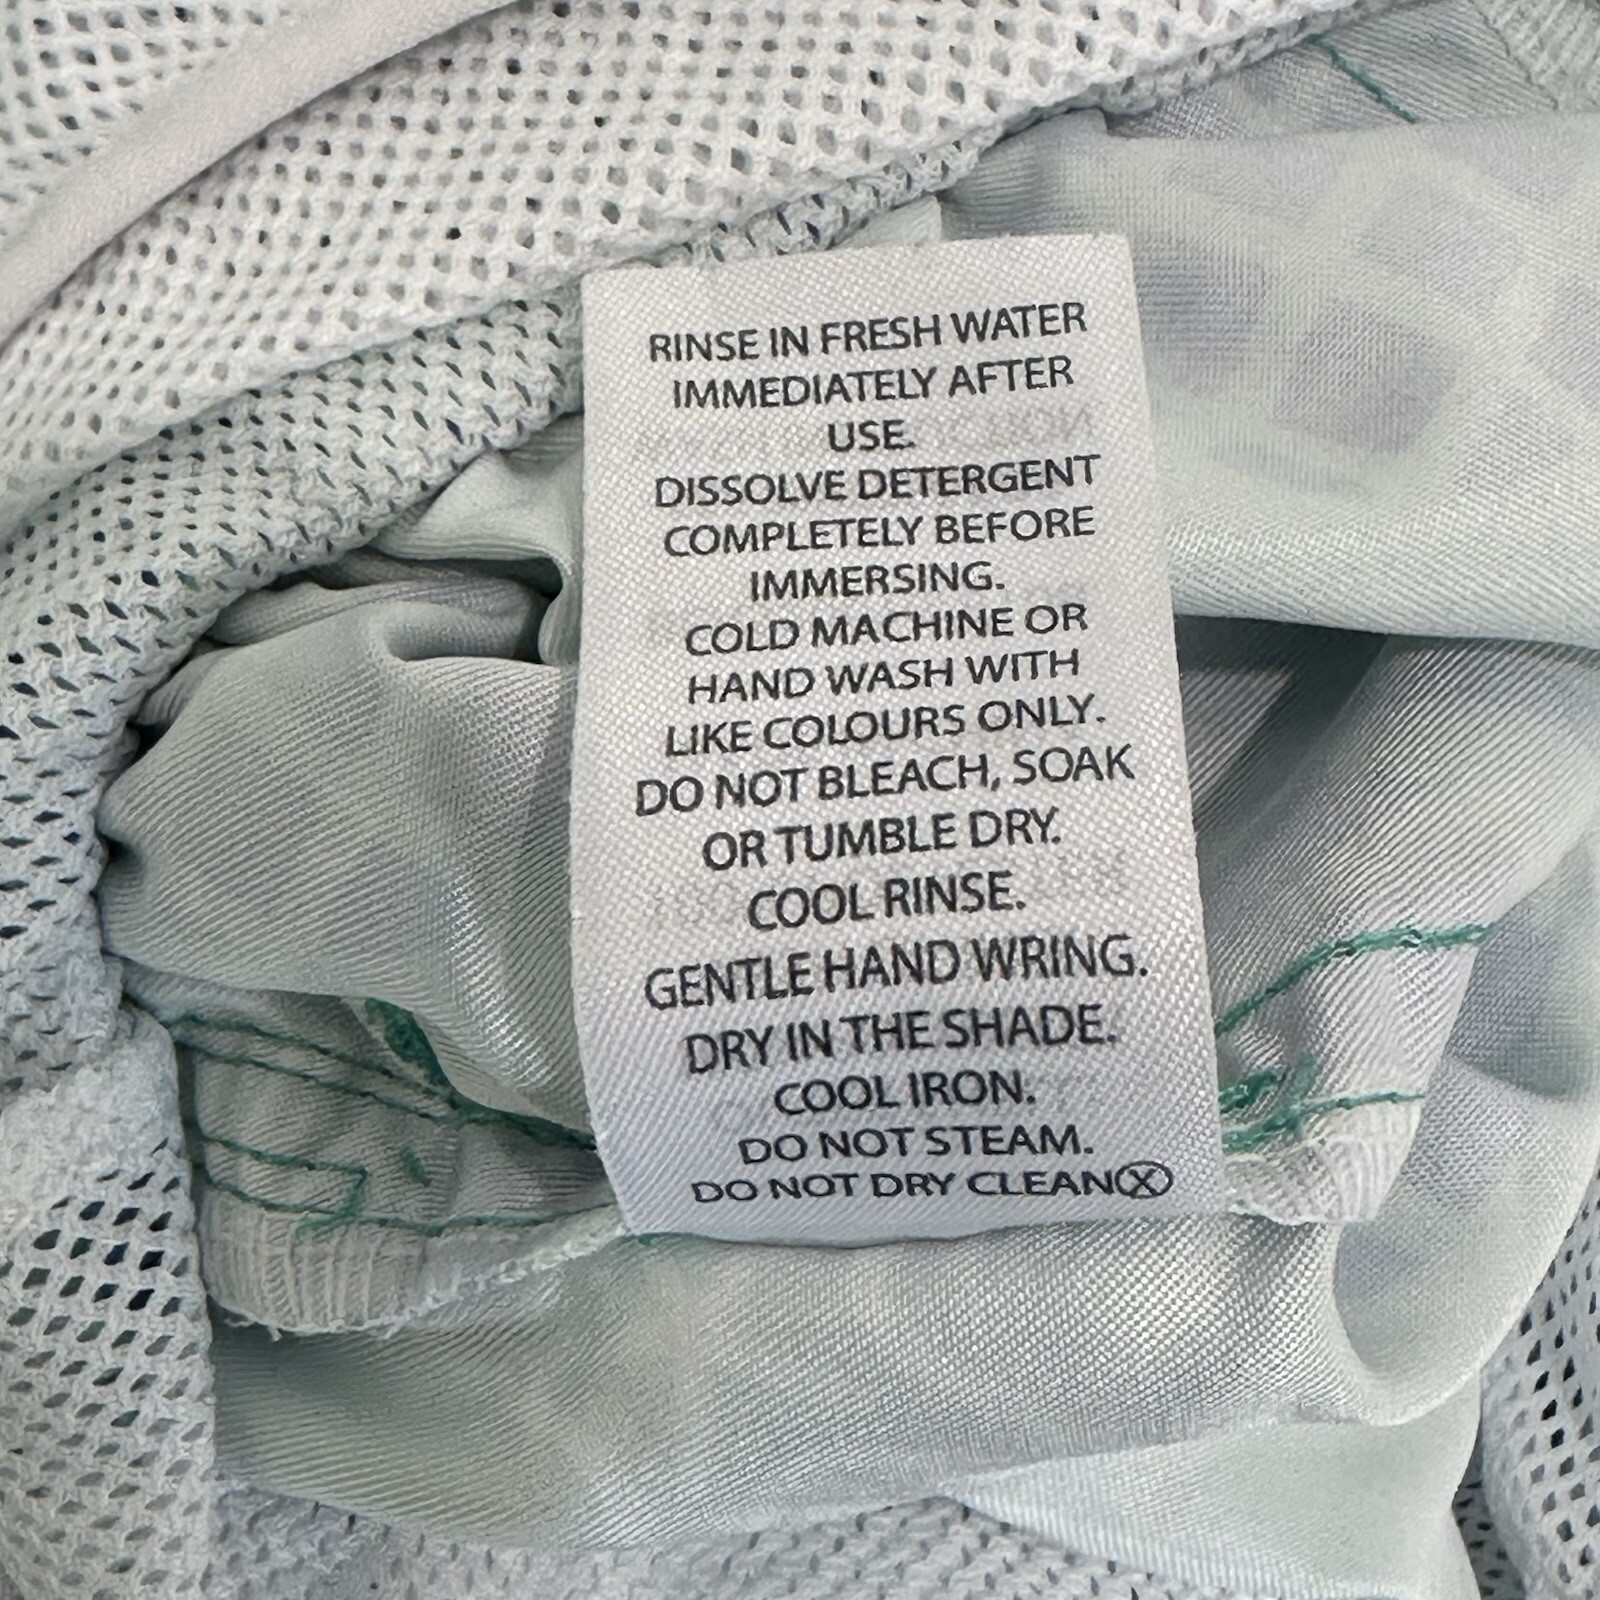 RINSE IN FRESH WATER
IMMEDIATELY AFTER
USE.
DISSOLVE DETERGENT
COMPLETELY BEFORE
IMMERSING.
COLD MACHINE OR
HAND WASH WITH
LIKE COLOURS ONLY.
DO NOT BLEACH, SOAK
OR TUMBLE DRY.
COOL RINSE.
GENTLE HAND WRING.
DRY IN THE SHADE.
COOL IRON.
DO NOT STEAM.
DO NOT DRY CLEAN